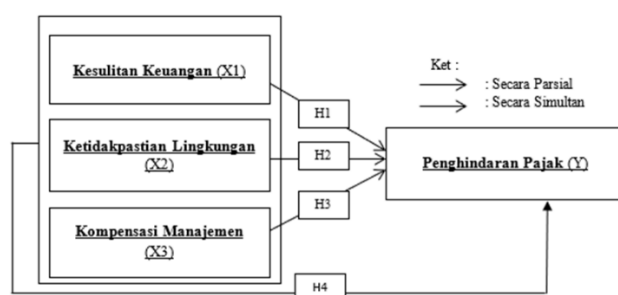 Kesulitan Keuangan (X1)
Ket :
: Secara Parsial
: Secara Simultan
H1
Ketidakpastian Lingkungan
(X2)
H2
Penghindaran Pajak (Y)
Kompensasi Manajemen
(X3)
H3
H4